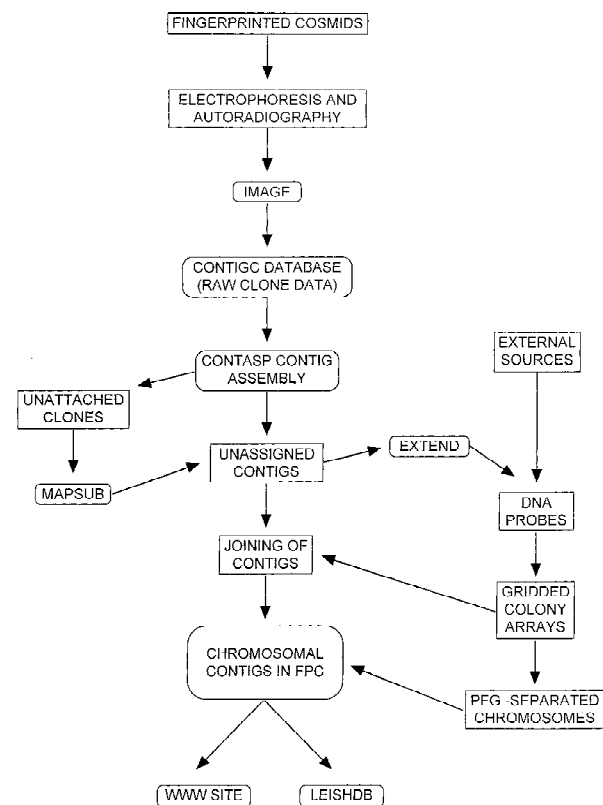 FINGERPRINTED COSMIDS
ELECTROPHORESIS AND
AUTORADIOGRAPHY
IMAGE
CONTIGC DATABASE
(RAW CLONE DATA)
CONTASP CONTIG
ASSEMBLY
EXTERNAL
SOURCES
UNATTACHED
CLONES
UNASSIGNED
CONTIGS
EXTEND
MAPSUB
DNA
PROBES
JOINING OF
CONTIGS
GRIDDED
COLONY
ARRAYS
CHROMOSOMAL
CONTIGS IN FPC
PFG -SEPARATED
CHROMOSOMES
WWW SITE
LEISHDB